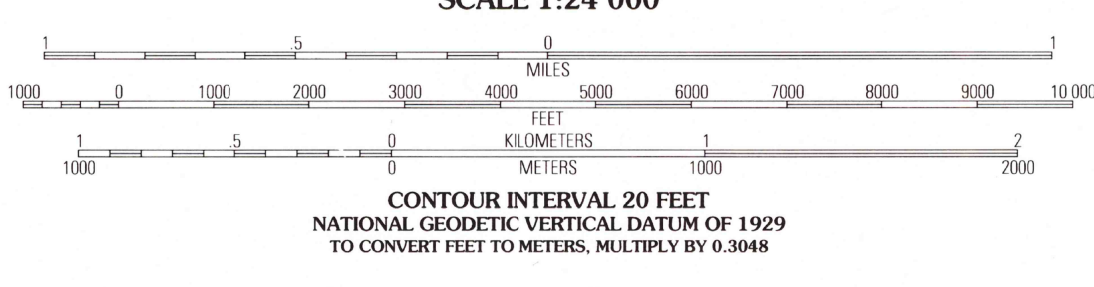 SCALE 1:24 000
1 .5 0 1
MILES
1000 0 1000 2000 3000 4000 5000 6000 7000 8000 9000 10 000
FEET
1 .5 0 KILOMETERS 1 2
1000 0 METERS 1000 2000
CONTOUR INTERVAL 20 FEET
NATIONAL GEODETIC VERTICAL DATUM OF 1929
TO CONVERT FEET TO METERS, MULTIPLY BY 0.3048